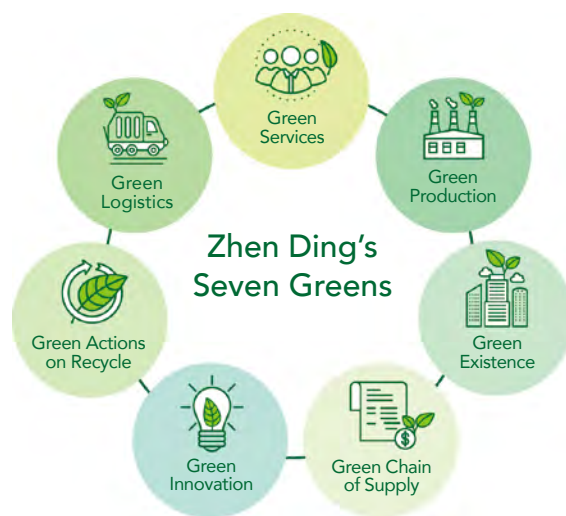 Green
Services
Green
Production
Green
Existence
Green Chain
of Supply
Green
Innovation
Green Actions
on Recycle
Green
Logistics
Zhen Ding's
Seven Greens
$